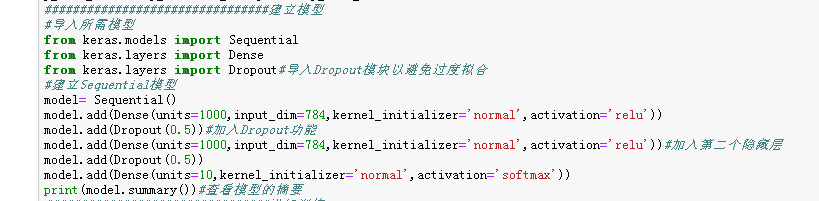 ################################建立模型
#导入所需模型
from keras.models import Sequential
from keras.layers import Dense
from keras.layers import Dropout#导入Dropout模块以避免过度拟合
#建立Sequential模型
model= Sequential()
model.add(Dense(units=1000,input_dim=784,kernel_initializer='normal',activation='relu'))
model.add(Dropout(0.5))#加入Dropout功能
model.add(Dense(units=1000,input_dim=784,kernel_initializer='normal',activation='relu'))#加入第二个隐藏层
model.add(Dropout(0.5))
model.add(Dense(units=10,kernel_initializer='normal',activation='softmax'))
print(model.summary())#查看模型的摘要